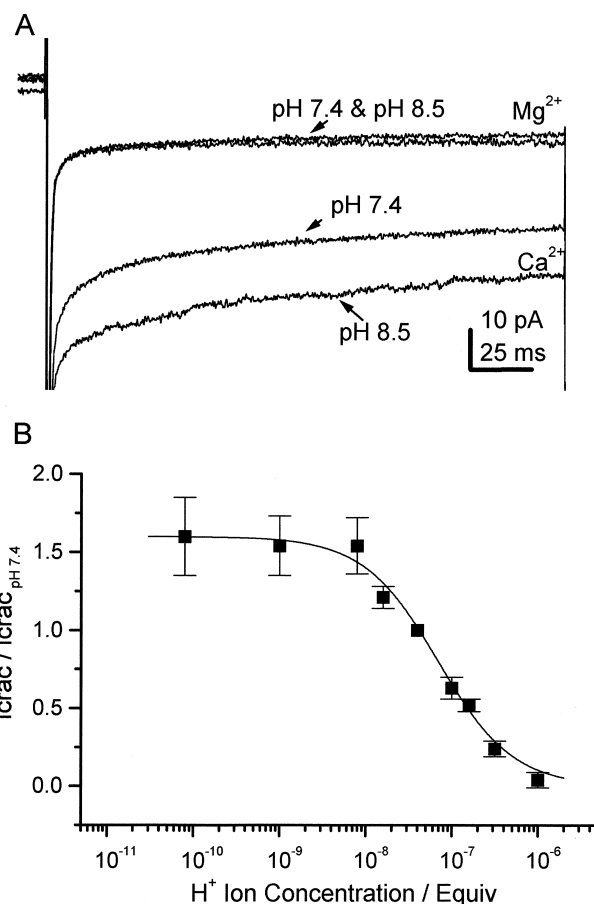 A
pH 7.4 & pH 8.5
Mg²⁺
pH 7.4
Ca²⁺
pH 8.5
10 pA
25 ms
B
2.0
1.5
1.0
0.5
0.0
Icrac / Icrac pH 7.4
10⁻¹¹
10⁻¹⁰
10⁻⁹
10⁻⁸
10⁻⁷
10⁻⁶
H⁺ Ion Concentration / Equiv